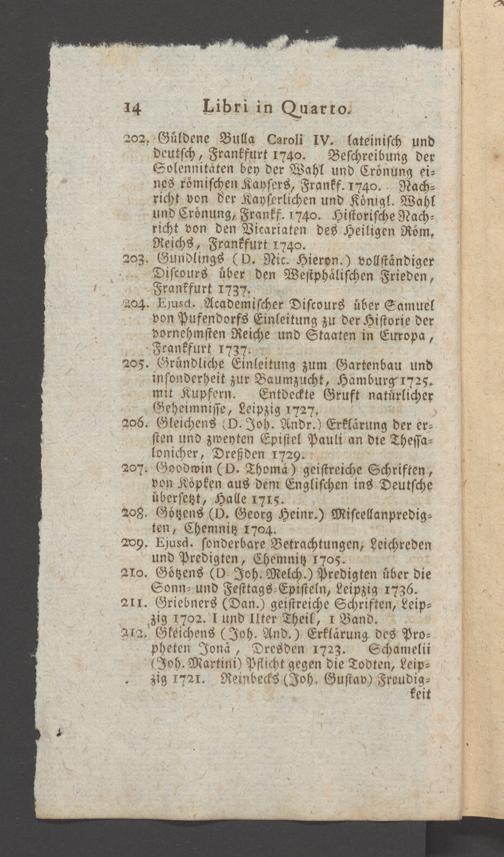 14 Libri in Quarto.
202. Güldene Bulla Caroli IV. lateinisch und
deutsch, Frankfurt 1740. Beschreibung der
Solennitäten bey der Wahl und Crönung ei-
nes römischen Kaysers, Frankf. 1740. Nach-
richt von der Kayserlichen und Königl. Wahl
und Crönung, Frankf. 1740. Historische Nach-
richt von den Vicariaten des Heiligen Röm.
Reichs, Frankfurt 1740.
203. Gundlings (D. Nic. Hieron.) vollständiger
Discours über den Westphälischen Frieden,
Frankfurt 1737.
204. Ejusd. Academischer Discours über Samuel
von Pufendorfs Einleitung zu der Historie der
vornehmsten Reiche und Staaten in Europa,
Frankfurt 1737.
205. Gründliche Einleitung zum Gartenbau und
insonderheit zur Baumzucht, Hamburg 1725.
mit Kupfern. Entdeckte Gruft natürlicher
Geheimnisse, Leipzig 1727.
206. Gleichens (D. Joh. Andr.) Erklärung der er-
sten und zweyten Epistel Pauli an die Thessa-
lonicher, Dreßden 1729.
207. Goodwin (D. Thomä) geistreiche Schriften,
von Köpken aus dem Englischen ins Deutsche
übersetzt, Halle 1715.
208. Götzens (D. Georg Heinr.) Miscellanpredig-
ten, Chemnitz 1704.
209. Ejusd. sonderbare Betrachtungen, Leichreden
und Predigten, Chemnitz 1705.
210. Götzens (D. Joh. Melch.) Predigten über die
Sonn- und Festtags-Episteln, Leipzig 1736.
211. Griebners (Dan.) geistreiche Schriften, Leip-
zig 1702. I und IIter Theil, 1 Band.
212. Gleichens (Joh. And.) Erklärung des Pro-
pheten Jonä, Dresden 1723. Schamelii
(Joh. Martini) Pflicht gegen die Todten, Leip-
zig 1721. Reinbecks (Joh. Gustav) Freudig-
keit